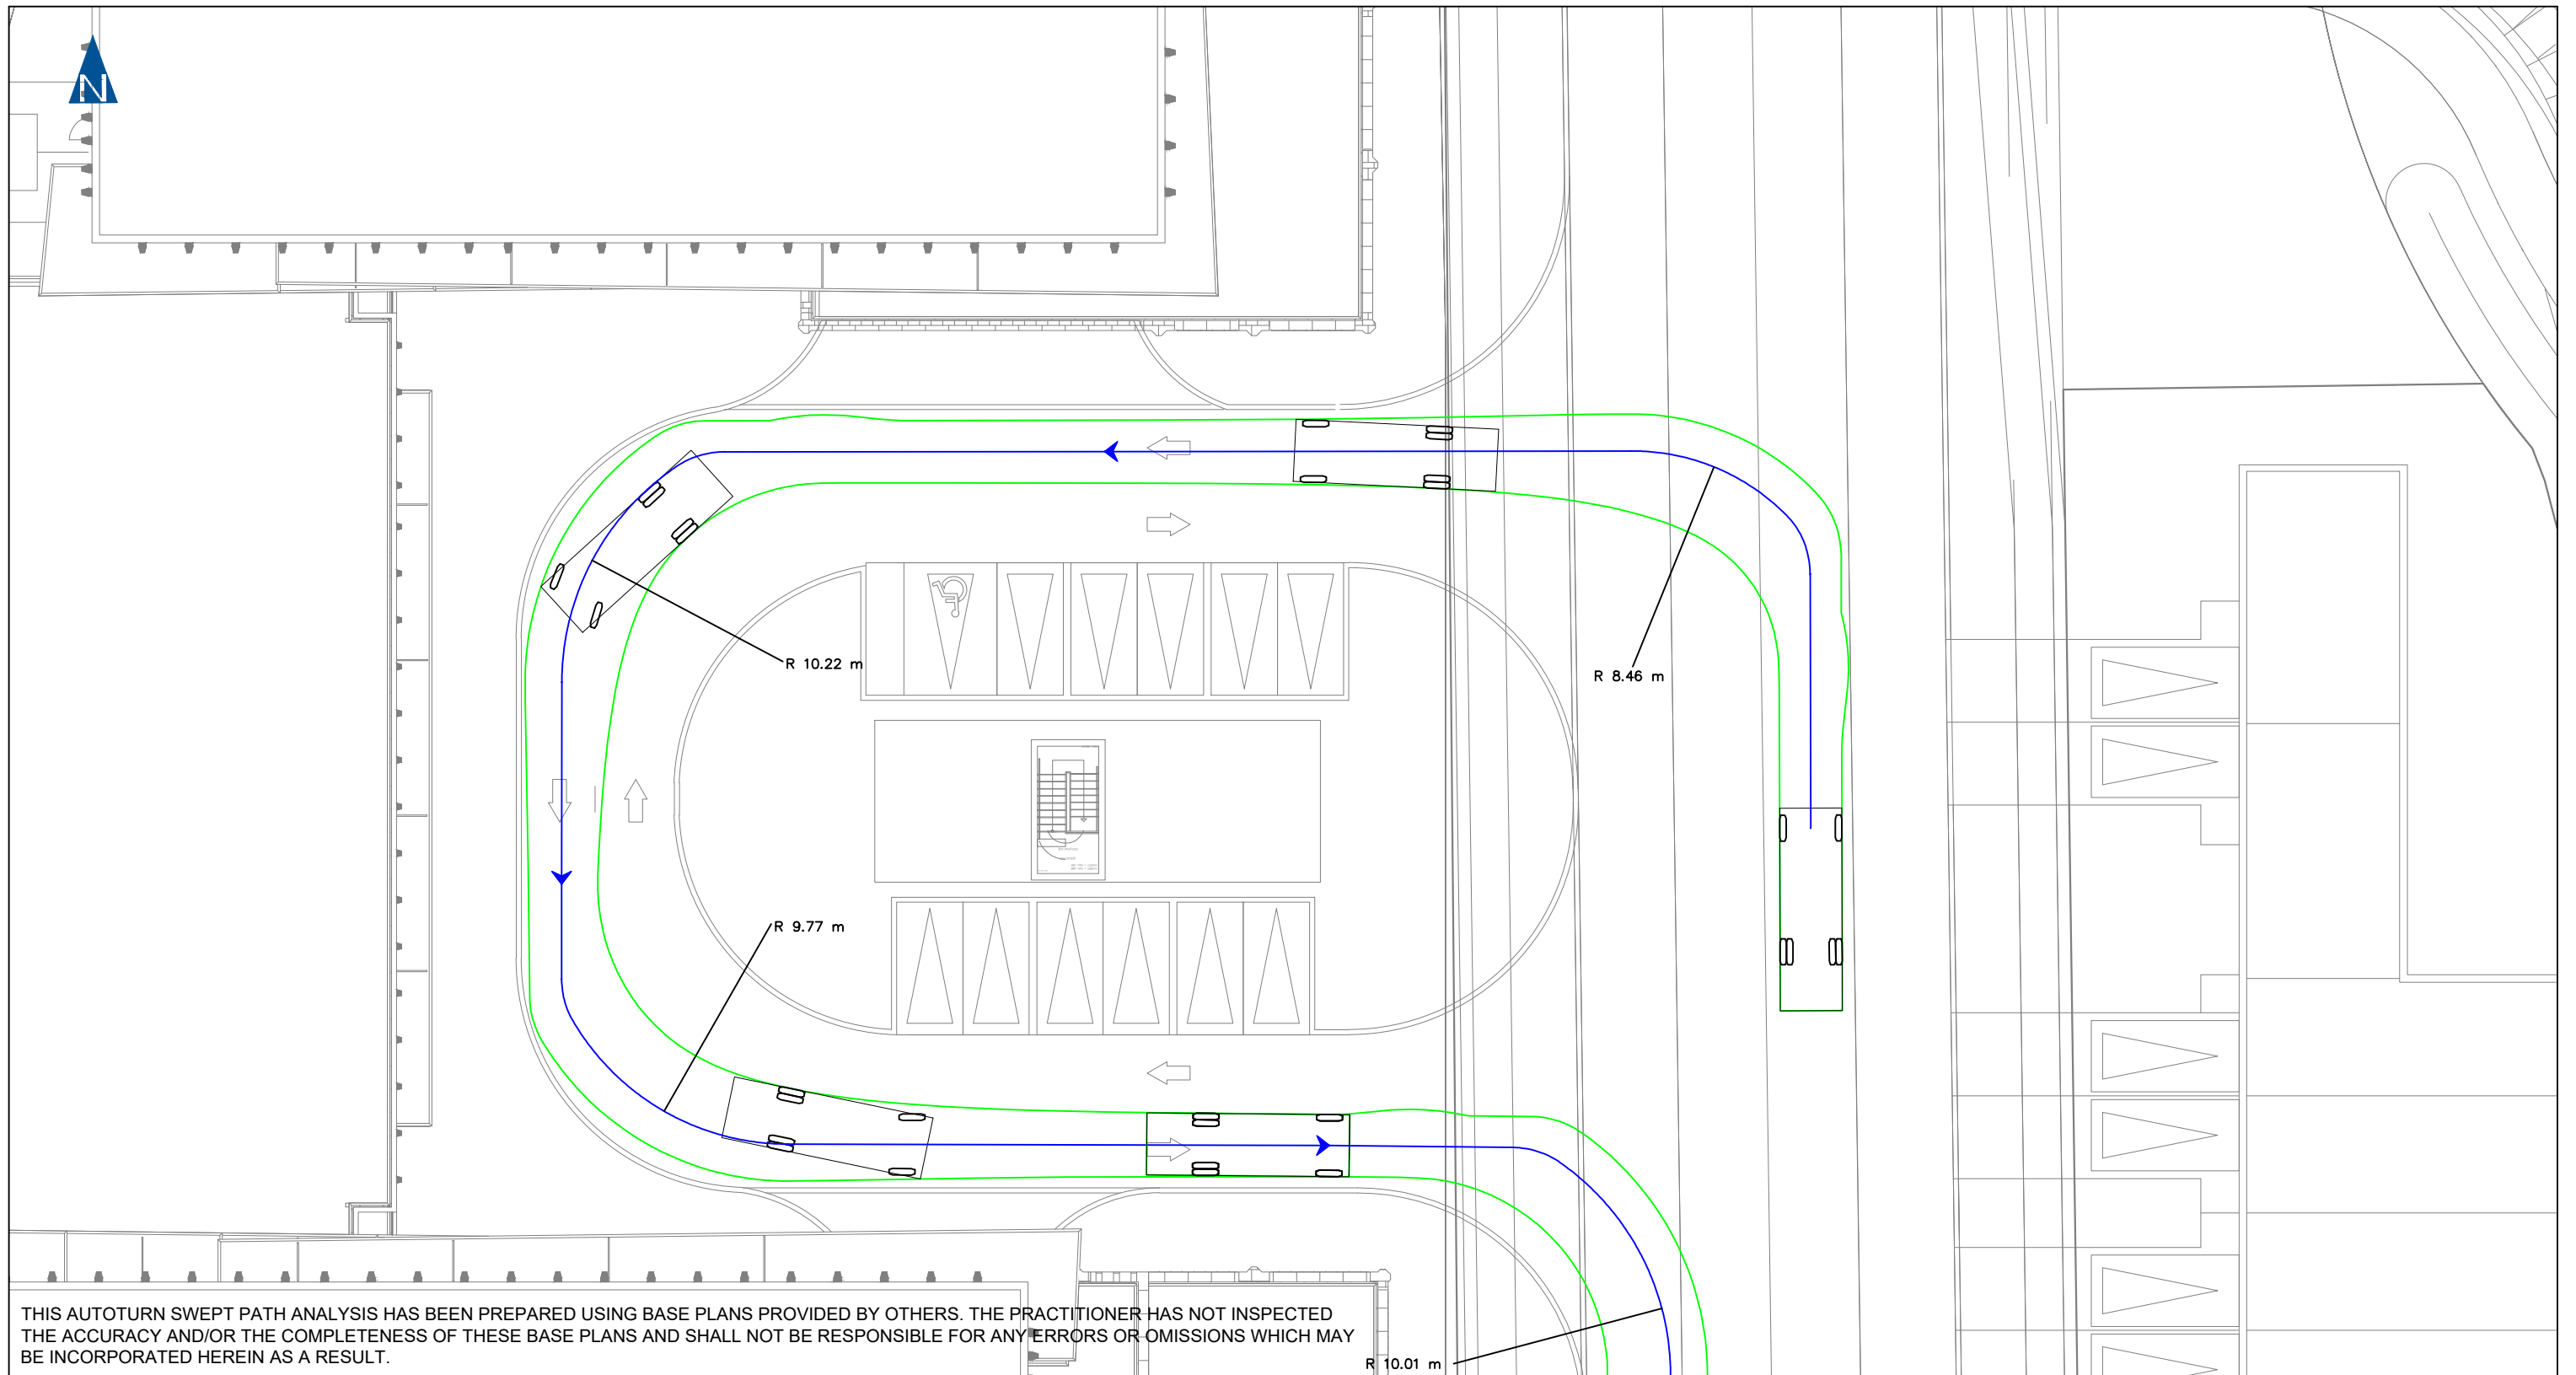 N
R 10.22 m
R 8.46 m
R 9.77 m
THIS AUTOTURN SWEPT PATH ANALYSIS HAS BEEN PREPARED USING BASE PLANS PROVIDED BY OTHERS. THE PRACTITIONER HAS NOT INSPECTED
THE ACCURACY AND/OR THE COMPLETENESS OF THESE BASE PLANS AND SHALL NOT BE RESPONSIBLE FOR ANY ERRORS OR OMISSIONS WHICH MAY
BE INCORPORATED HEREIN AS A RESULT.
R 10.01 m